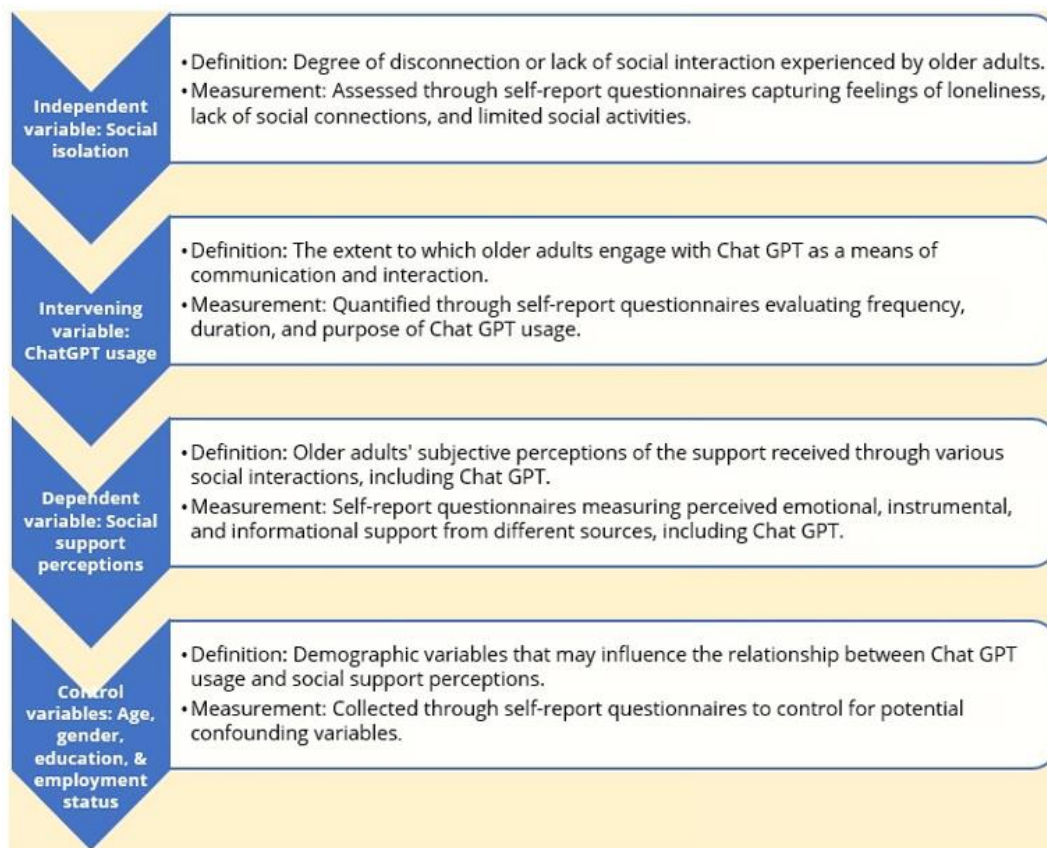 Independent
variable: Social
isolation
•Definition: Degree of disconnection or lack of social interaction experienced by older adults.
•Measurement: Assessed through self-report questionnaires capturing feelings of loneliness,
lack of social connections, and limited social activities.
Intervening
variable:
ChatGPT usage
•Definition: The extent to which older adults engage with Chat GPT as a means of
communication and interaction.
•Measurement: Quantified through self-report questionnaires evaluating frequency,
duration, and purpose of Chat GPT usage.
Dependent
variable: Social
support
perceptions
•Definition: Older adults' subjective perceptions of the support received through various
social interactions, including Chat GPT.
•Measurement: Self-report questionnaires measuring perceived emotional, instrumental,
and informational support from different sources, including Chat GPT.
Control
variables: Age,
gender,
education, &
employment
status
•Definition: Demographic variables that may influence the relationship between Chat GPT
usage and social support perceptions.
•Measurement: Collected through self-report questionnaires to control for potential
confounding variables.